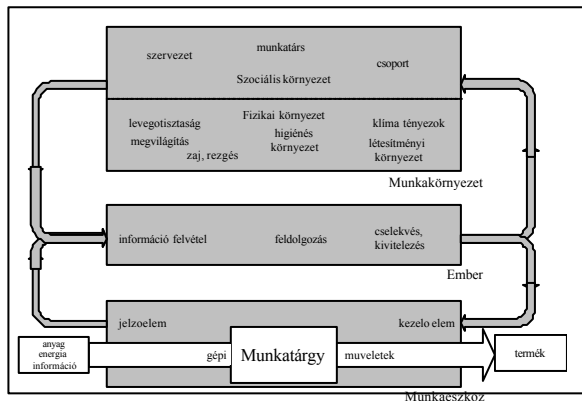 szervezet
munkatárs
csoport
Szociális környezet
levegotisztaság
Fizikai környezet
klíma tényezok
megvilágítás
higiénés
létesítményi
zaj, rezgés
környezet
környezet
Munkakörnyezet
információ felvétel
feldolgozás
cselekvés,
kivitelezés
Ember
jelzoelem
kezelo elem
anyag
energia
információ
gépi
Munkatárgy
muveletek
termék
Munkaeszkoz